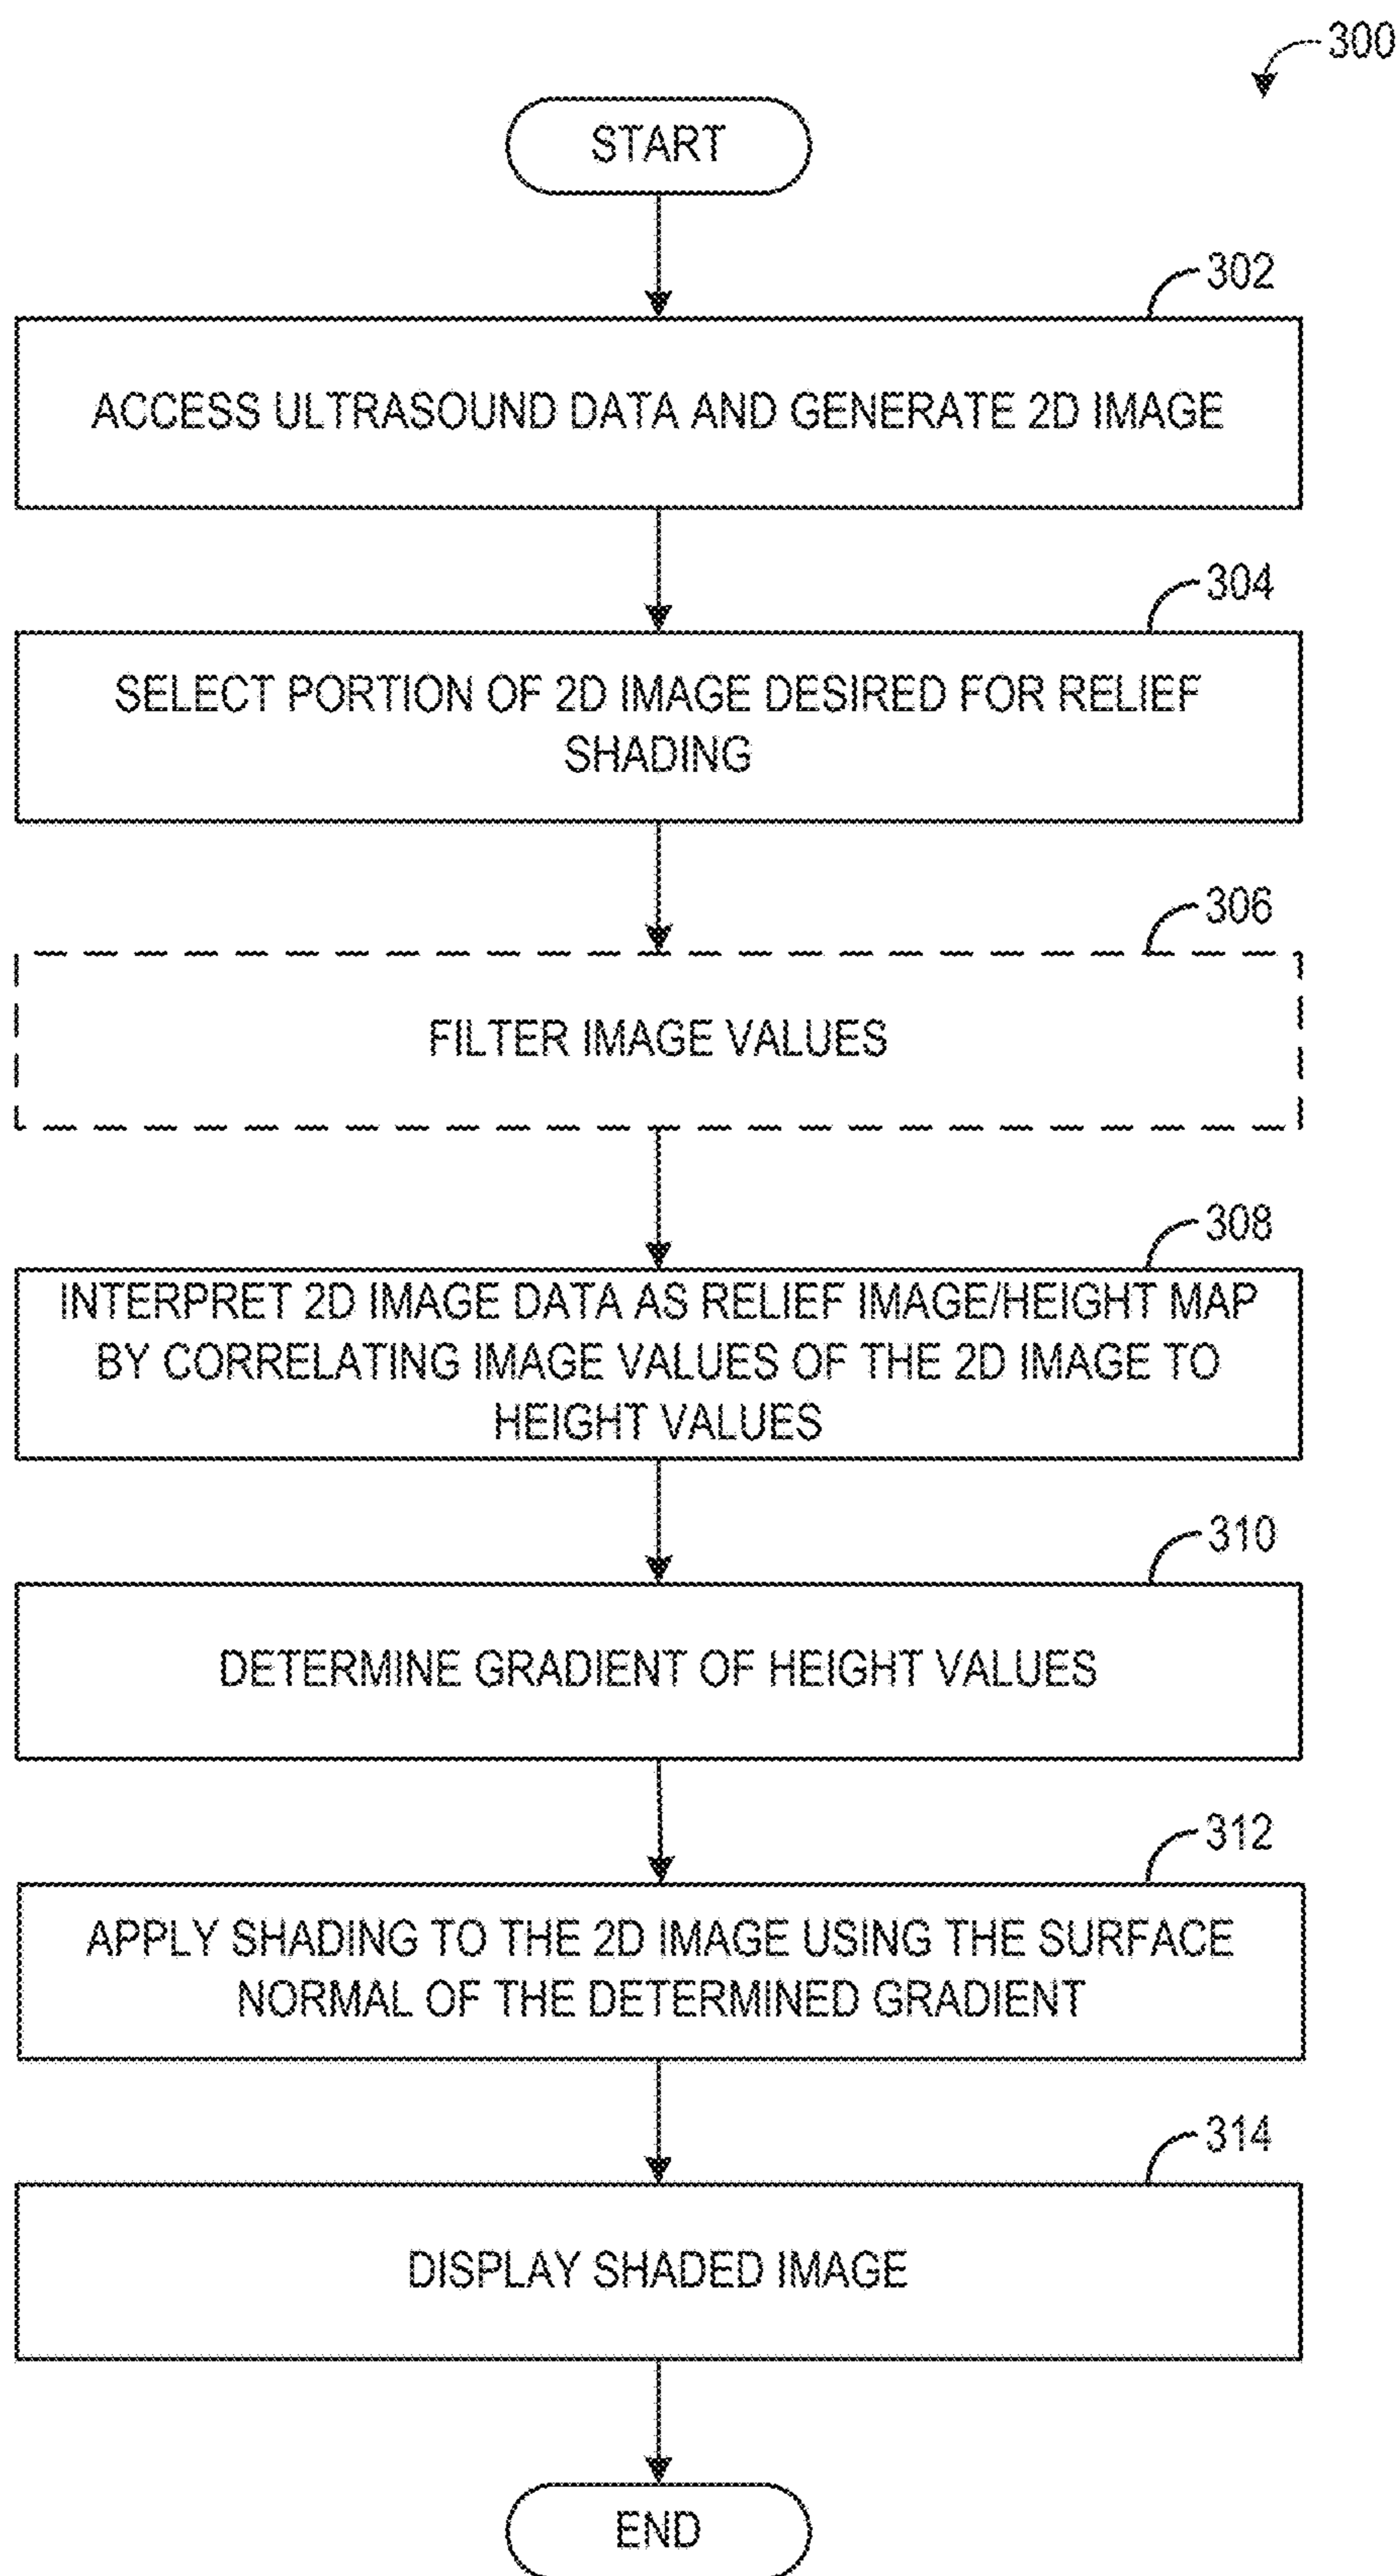 300
START
302
ACCESS ULTRASOUND DATA AND GENERATE 2D IMAGE
304
SELECT PORTION OF 2D IMAGE DESIRED FOR RELIEF
SHADING
306
FILTER IMAGE VALUES
308
INTERPRET 2D IMAGE DATA AS RELIEF IMAGE/HEIGHT MAP
BY CORRELATING IMAGE VALUES OF THE 2D IMAGE TO
HEIGHT VALUES
310
DETERMINE GRADIENT OF HEIGHT VALUES
312
APPLY SHADING TO THE 2D IMAGE USING THE SURFACE
NORMAL OF THE DETERMINED GRADIENT
314
DISPLAY SHADED IMAGE
END